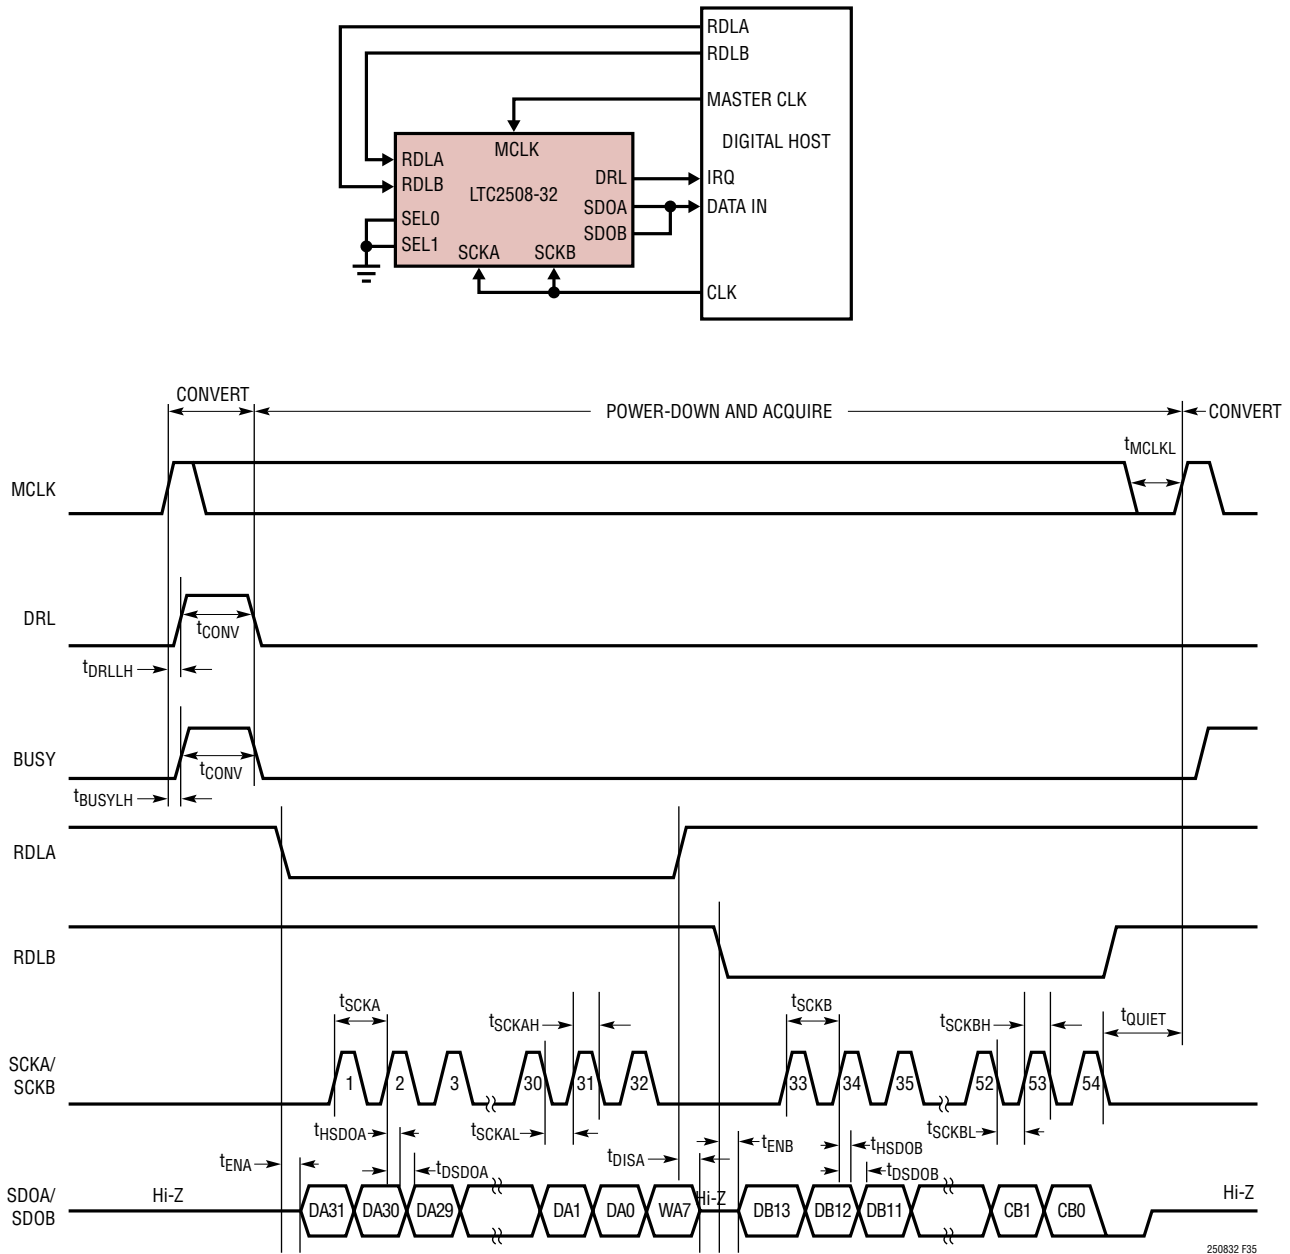 RDLA
RDLB
MASTER CLK
DIGITAL HOST
MCLK
RDLA
RDLB
LTC2508-32
DRL
IRQ
SDOA
DATA IN
SDOB
SEL0
SEL1
SCKA
SCKB
CLK
CONVERT
POWER-DOWN AND ACQUIRE
CONVERT
tMCLKL
MCLK
DRL
tCONV
tDRLLH
BUSY
tCONV
tBUSYLH
RDLA
RDLB
tSCKA
tSCKAH
tSCKB
tSCKBH
tQUIET
SCKA/
SCKB
1 2 3 30 31 32 33 34 35 52 53 54
tHSDOA
tSCKAL
tSCKBL
tENA
tDSDOA
tDISA
tENB
tHSDOB
tDSDOB
SDOA/
SDOB
Hi-Z
DA31 DA30 DA29 DA1 DA0 WA7
Hi-Z
DB13 DB12 DB11 CB1 CB0
Hi-Z
250832 F35